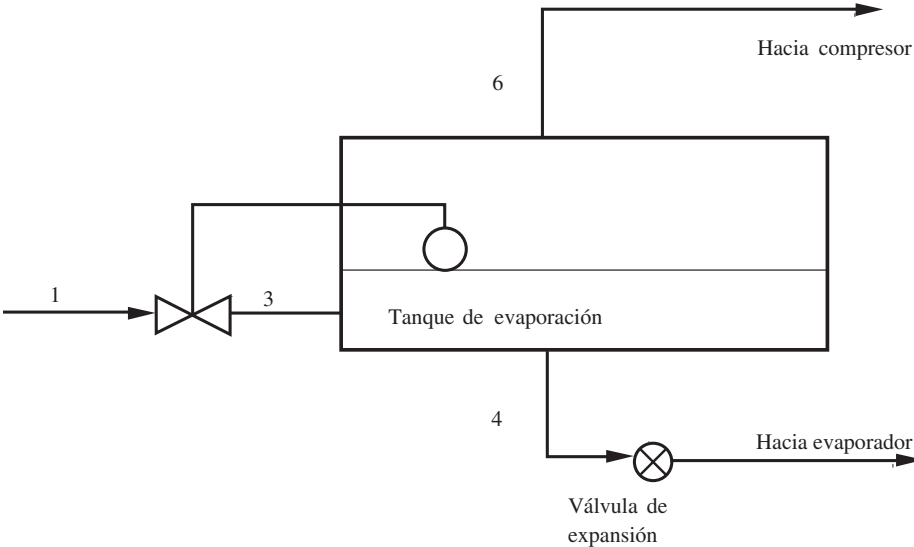 Hacia compresor
6
1
3
Tanque de evaporación
4
Hacia evaporador
Válvula de
expansión